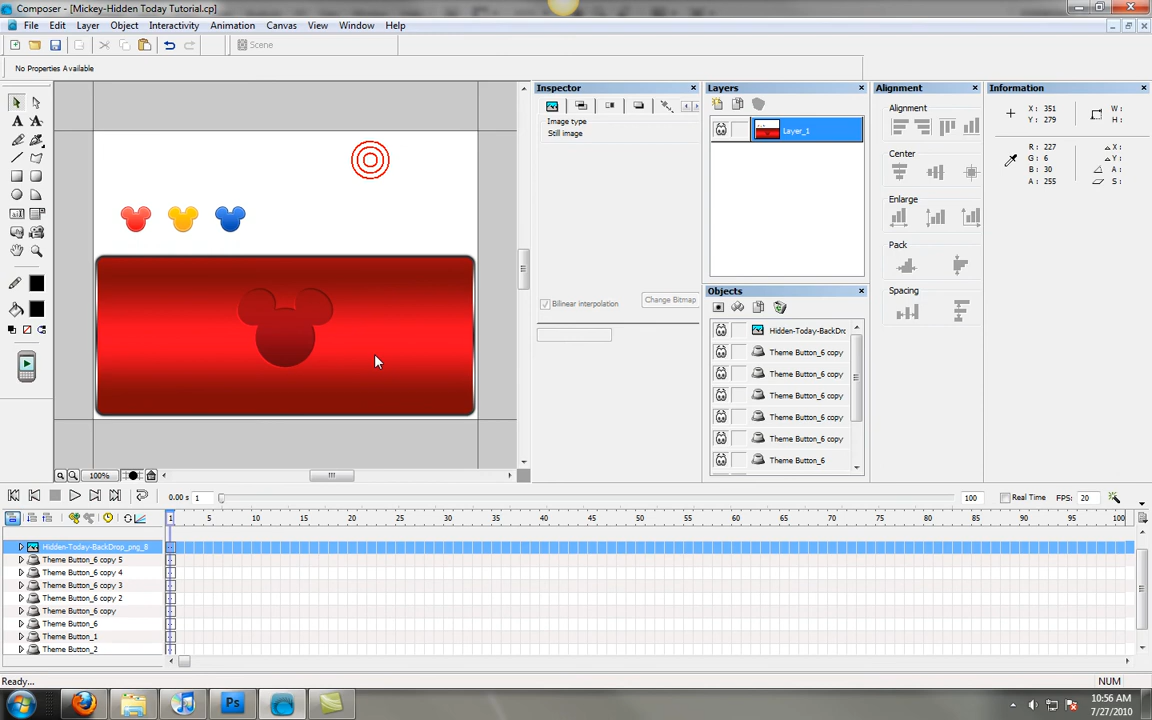 Composer - [Mickey-Hidden Today Tutorial.cp]
File Edit Layer Object Interactivity Animation Canvas View Window Help
Scene
No Properties Available
Inspector
Image type
Still image
Bilinear interpolation
Change Bitmap
Layers
Layer_1
Objects
Hidden-Today-BackDrc
Theme Button_6 copy
Theme Button_6 copy
Theme Button_6 copy
Theme Button_6 copy
Theme Button_6 copy
Theme Button_6
Alignment
Alignment
Center
Enlarge
Pack
Spacing
Information
X: 351
Y: 279
W:
H:
R: 227
G: 6
B: 30
A: 255
X:
Y:
A:
S:
100%
0.00 s 1
100
Real Time
FPS: 20
1 5 10 15 20 25 30 35 40 45 50 55 60 65 70 75 80 85 90 95 100
Hidden-Today-BackDrop_png_8
Theme Button_6 copy 5
Theme Button_6 copy 4
Theme Button_6 copy 3
Theme Button_6 copy 2
Theme Button_6 copy
Theme Button_6
Theme Button_1
Theme Button_2
Ready...
NUM
Ps
10:56 AM
7/27/2010